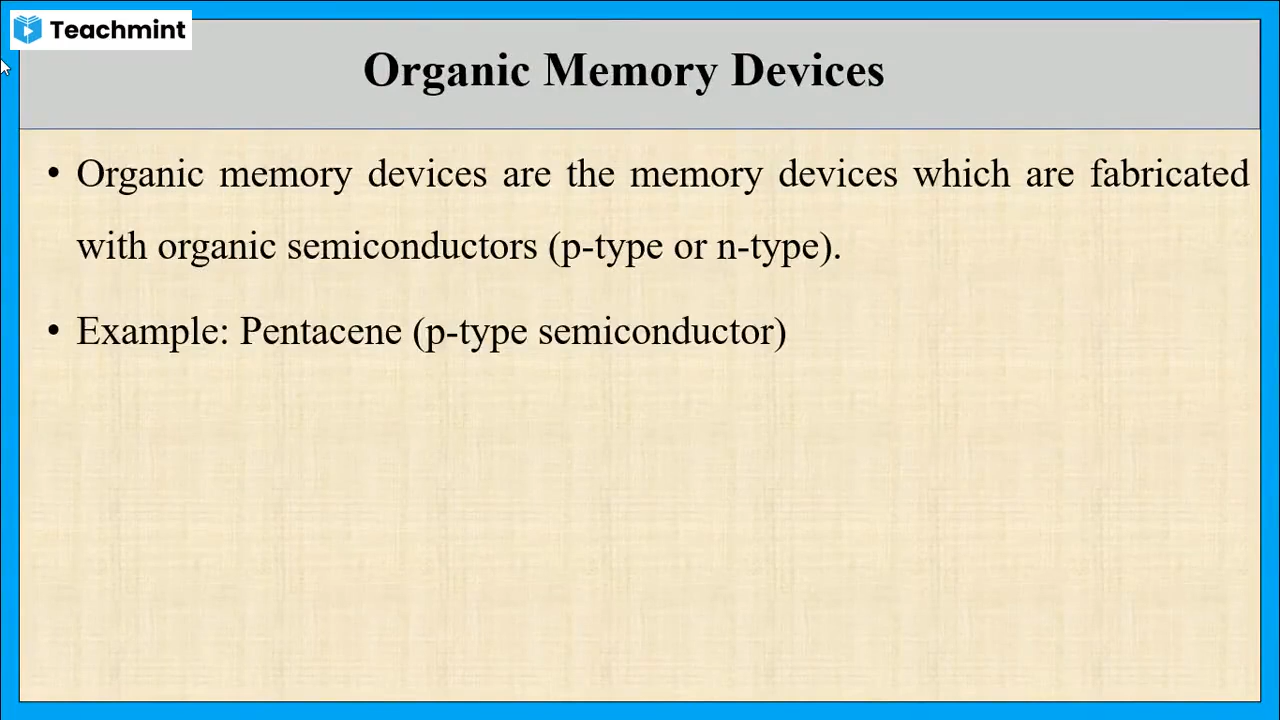 Teachmint
Organic Memory Devices
• Organic memory devices are the memory devices which are fabricated
with organic semiconductors (p-type or n-type).
• Example: Pentacene (p-type semiconductor)